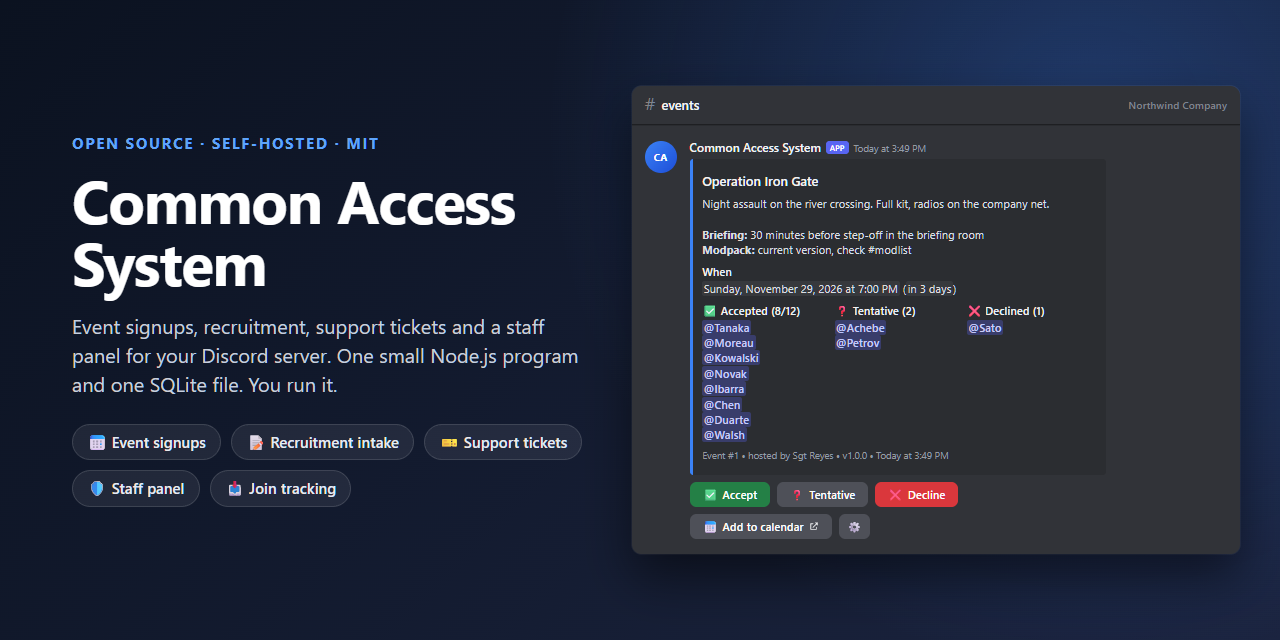 OPEN SOURCE · SELF-HOSTED · MIT
Common Access
System
Event signups, recruitment, support tickets and a staff
panel for your Discord server. One small Node.js program
and one SQLite file. You run it.
Event signups
Recruitment intake
Support tickets
Staff panel
Join tracking
# events
Northwind Company
CA
Common Access System APP Today at 3:49 PM
Operation Iron Gate
Night assault on the river crossing. Full kit, radios on the company net.
Briefing: 30 minutes before step-off in the briefing room
Modpack: current version, check #modlist
When
Sunday, November 29, 2026 at 7:00 PM (in 3 days)
✅ Accepted (8/12)
@Tanaka
@Moreau
@Kowalski
@Novak
@Ibarra
@Chen
@Duarte
@Walsh
❓ Tentative (2)
@Achebe
@Petrov
❌ Declined (1)
@Sato
Event #1 • hosted by Sgt Reyes • v1.0.0 • Today at 3:49 PM
✅ Accept
❓ Tentative
❌ Decline
Add to calendar